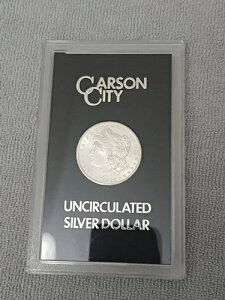 CARSON
CITY
UNCIRCULATED
SILVER DOLLAR